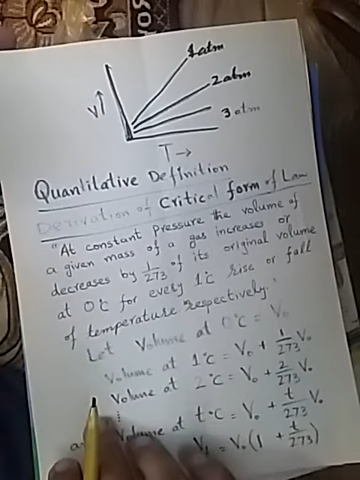 1 atm
2 atm
3 atm
V↑
T→
Quantitative Definition
Derivation of Critical form of Law
"At constant pressure the volume of
a given mass of a gas increases or
decreases by 1/273 of its original volume
at 0°C for every 1°C rise or fall
of temperature respectively."
Let Volume at 0°C = V₀
Volume at 1°C = V₀ + 1/273 V₀
Volume at 2°C = V₀ + 2/273 V₀
⋮
Volume at t°C = V₀ + t/273 V₀
Vt = V₀(1 + t/273)